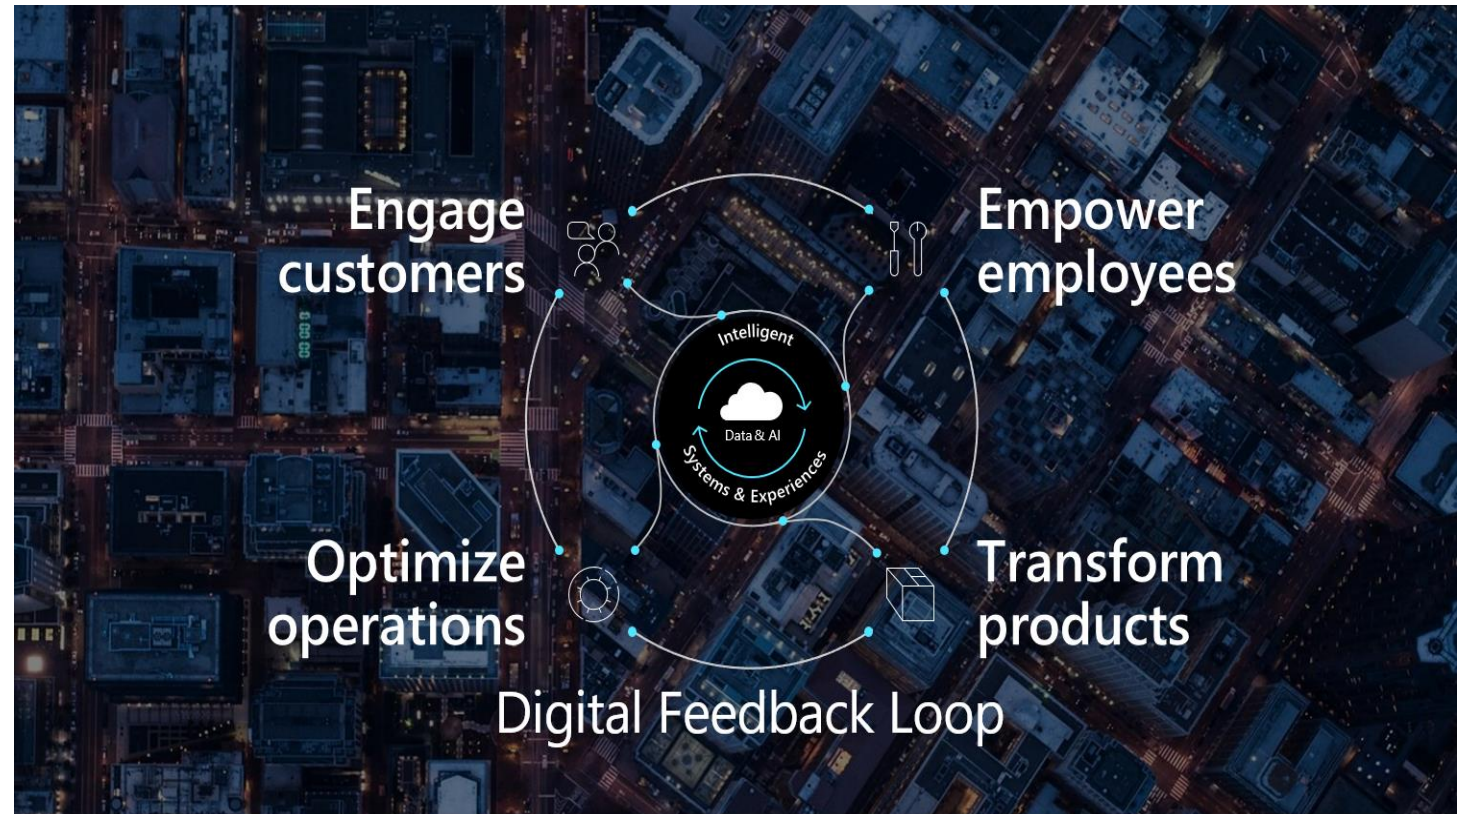 Engage
customers
Empower
employees
Intelligent
Data & AI
Systems & Experiences
Optimize
operations
Transform
products
Digital Feedback Loop